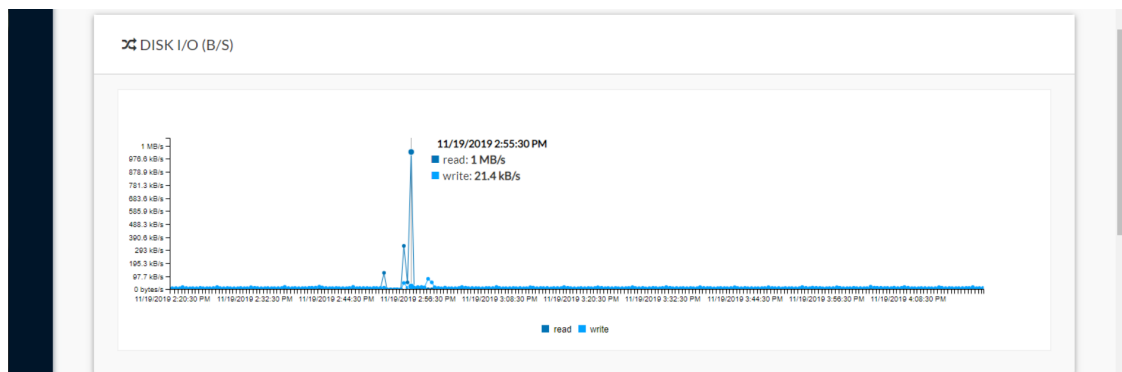 DISK I/O (B/S)
11/19/2019 2:55:30 PM
read: 1 MB/s
write: 21.4 kB/s
1 MB/s
976.6 kB/s
878.9 kB/s
781.3 kB/s
683.6 kB/s
585.9 kB/s
488.3 kB/s
390.6 kB/s
293 kB/s
195.3 kB/s
97.7 kB/s
0 bytes/s
11/19/2019 2:20:30 PM 11/19/2019 2:32:30 PM 11/19/2019 2:44:30 PM 11/19/2019 2:56:30 PM 11/19/2019 3:08:30 PM 11/19/2019 3:20:30 PM 11/19/2019 3:32:30 PM 11/19/2019 3:44:30 PM 11/19/2019 3:56:30 PM 11/19/2019 4:08:30 PM
read write